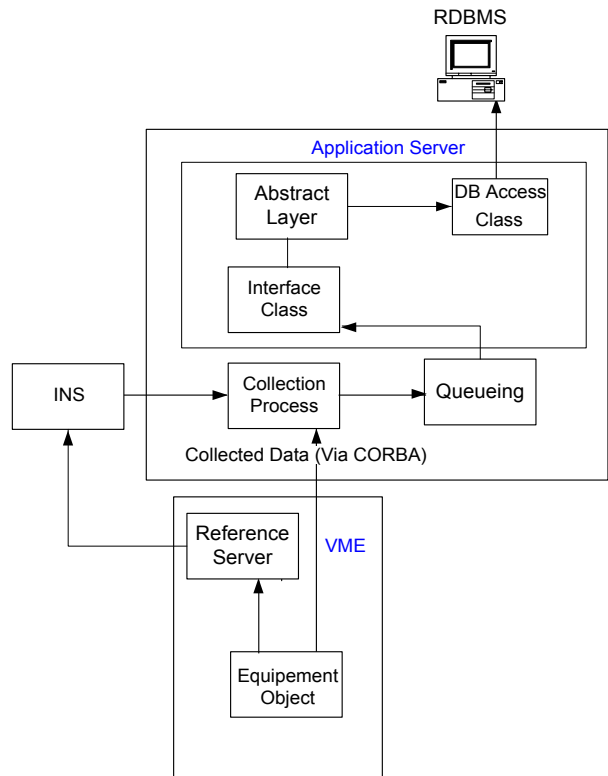 RDBMS
Application Server
Abstract
Layer
DB Access
Class
Interface
Class
INS
Collection
Process
Queueing
Collected Data (Via CORBA)
Reference
Server
VME
Equipement
Object